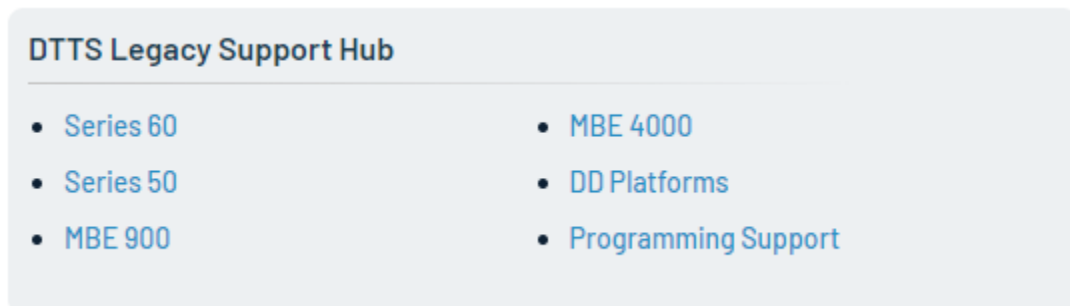 DTTS Legacy Support Hub
Series 60
Series 50
MBE 900
MBE 4000
DD Platforms
Programming Support